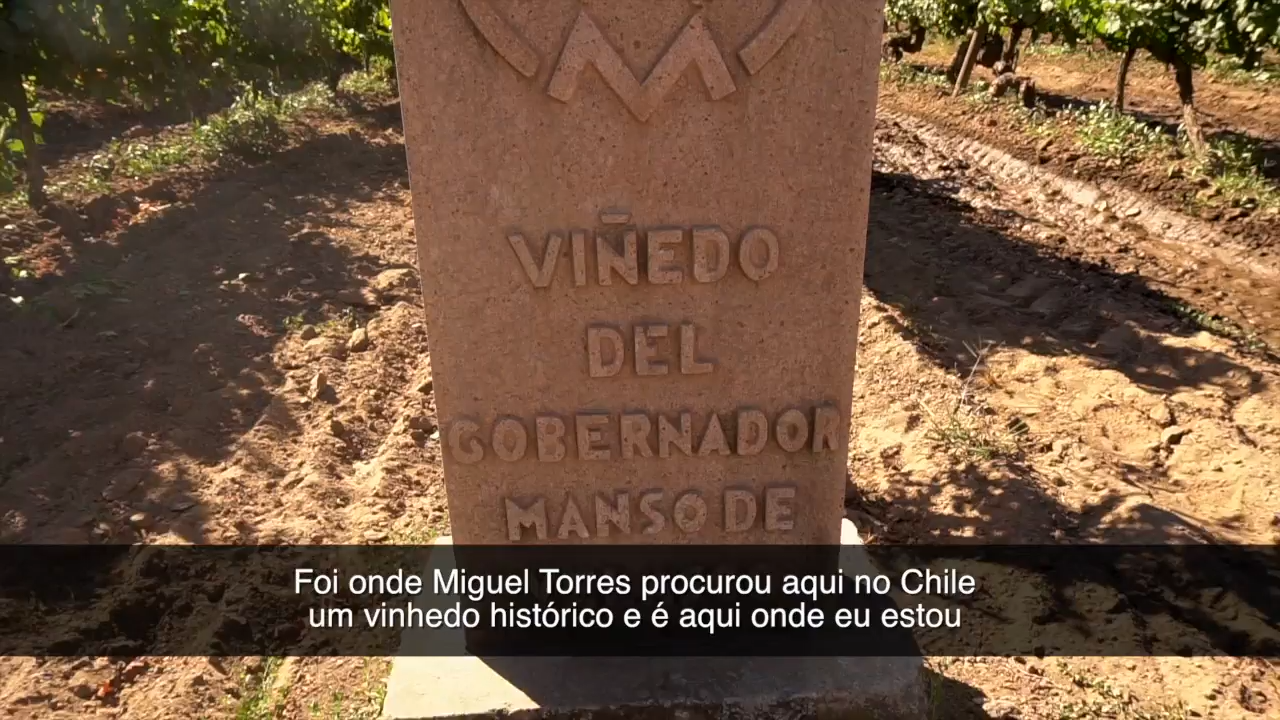 VIÑEDO
DEL
GOBERNADOR
MANSO DE
Foi onde Miguel Torres procurou aqui no Chile
um vinhedo histórico e é aqui onde eu estou